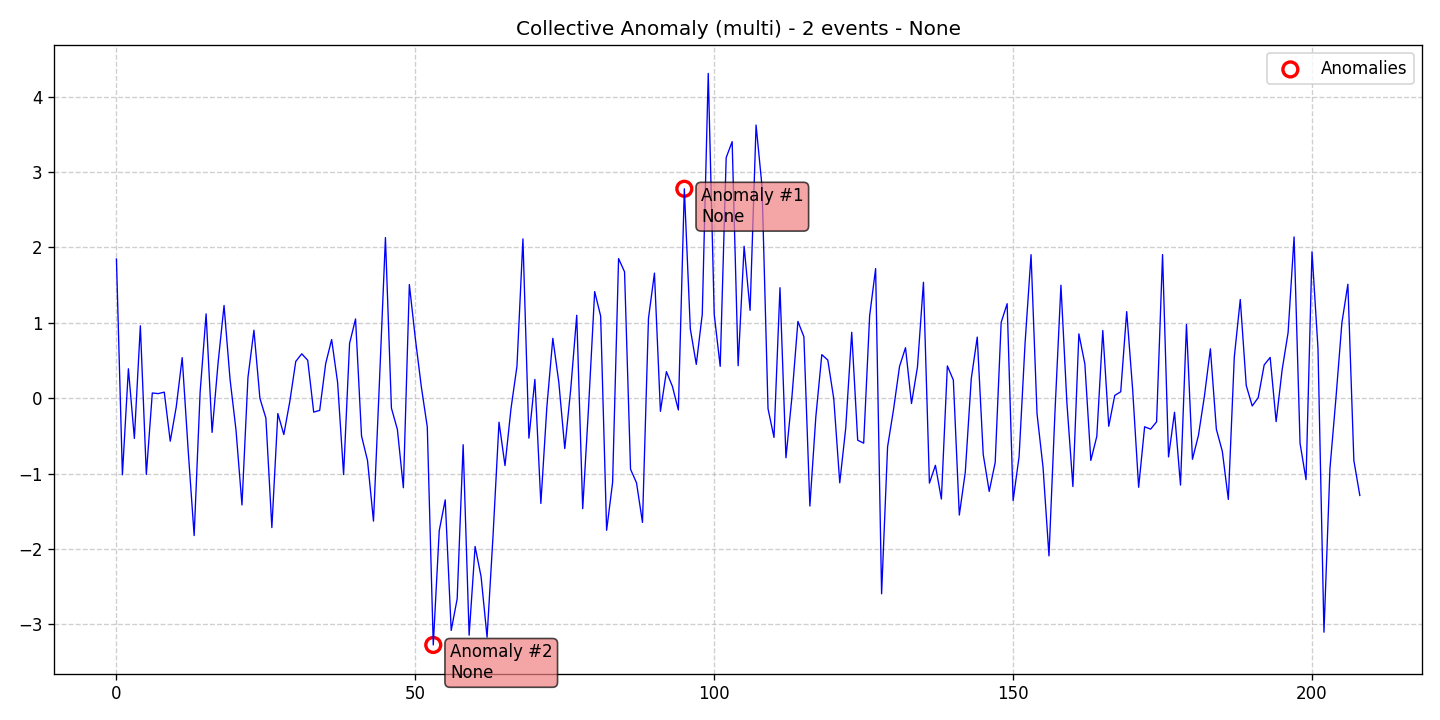 Collective Anomaly (multi) - 2 events - None
Anomalies
4
3
2
1
0
−1
−2
−3
Anomaly #1
None
Anomaly #2
None
0
50
100
150
200